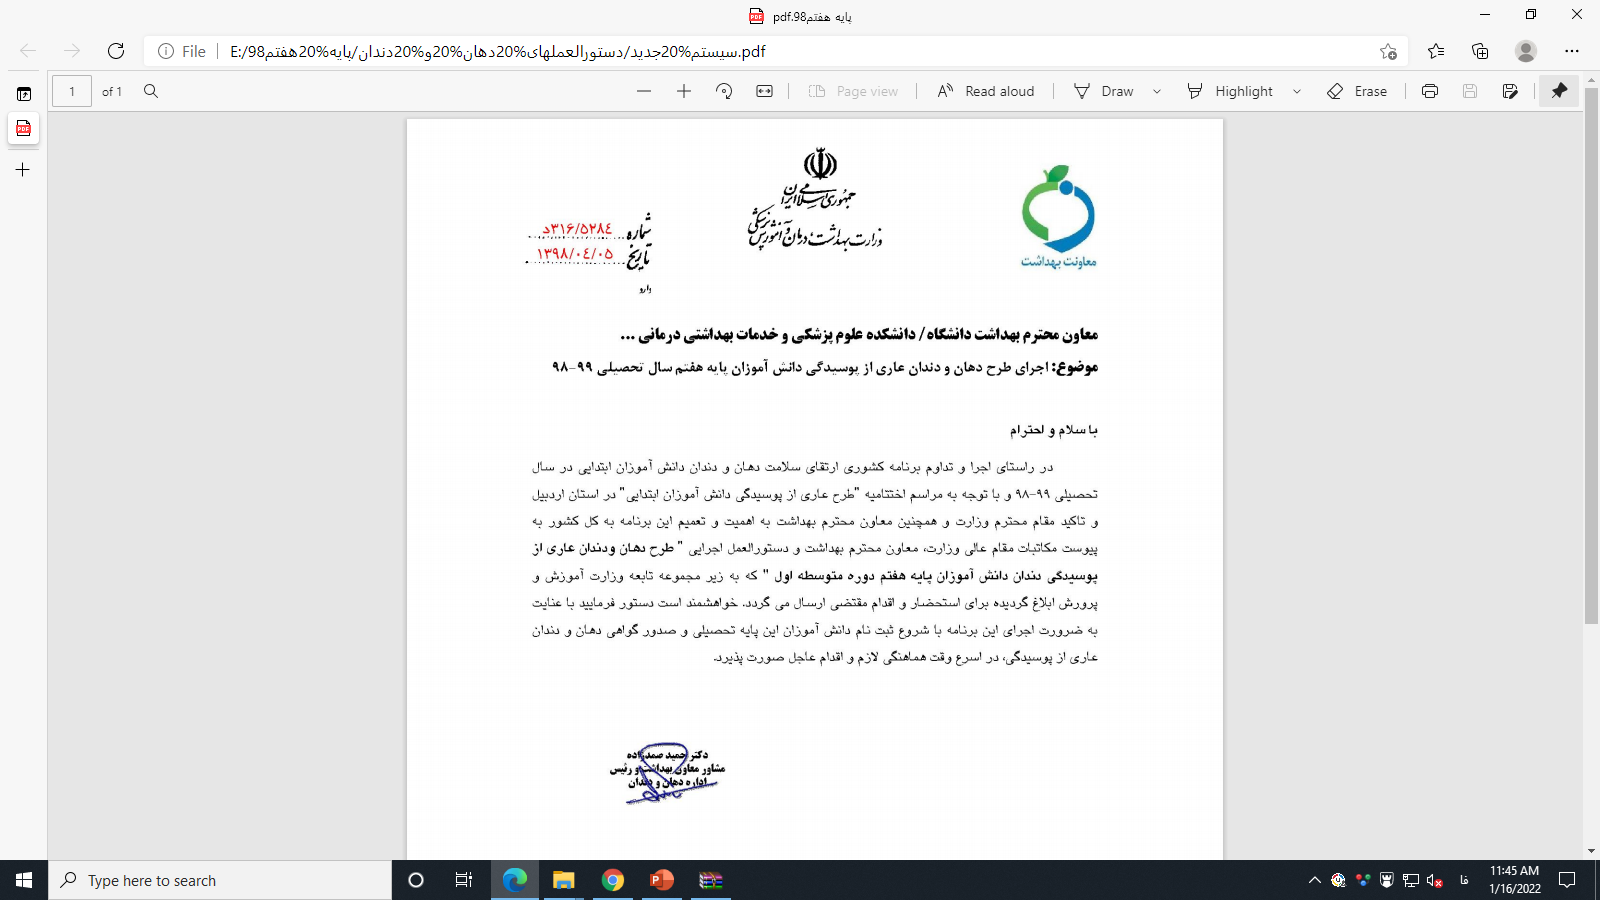 پایه هفتم98.pdf
File
E:/98سیستم%20جدید/دستورالعملهای%20دهان%20و%20دندان/پایه%20هفتم.pdf
1 of 1
Page view
Read aloud
Draw
Highlight
Erase
جمهوری اسلامی ایران
وزارت بهداشت، درمان و آموزش پزشکی
معاونت بهداشت
شماره ۳۱۶/۵۲۸۴د
تاریخ ۱۳۹۸/۰۴/۰۵
وارو
معاون محترم بهداشت دانشگاه / دانشکده علوم پزشکی و خدمات بهداشتی درمانی ...
موضوع: اجرای طرح دهان و دندان عاری از پوسیدگی دانش آموزان پایه هفتم سال تحصیلی ۹۹-۹۸
با سلام و احترام
در راستای اجرا و تداوم برنامه کشوری ارتقای سلامت دهان و دندان دانش آموزان ابتدایی در سال
تحصیلی ۹۹-۹۸ و با توجه به مراسم اختتامیه "طرح عاری از پوسیدگی دانش آموزان ابتدایی" در استان اردبیل
و تاکید مقام محترم وزارت و همچنین معاون محترم بهداشت به اهمیت و تعمیم این برنامه به کل کشور به
پیوست مکاتبات مقام عالی وزارت، معاون محترم بهداشت و دستورالعمل اجرایی " طرح دهان ودندان عاری از
پوسیدگی دندان دانش آموزان پایه هفتم دوره متوسطه اول " که به زیر مجموعه تابعه وزارت آموزش و
پرورش ابلاغ گردیده برای استحضار و اقدام مقتضی ارسال می گردد. خواهشمند است دستور فرمایید با عنایت
به ضرورت اجرای این برنامه با شروع ثبت نام دانش آموزان این پایه تحصیلی و صدور گواهی دهان و دندان
عاری از پوسیدگی، در اسرع وقت هماهنگی لازم و اقدام عاجل صورت پذیرد.
دکتر حمید صمدزاده
مشاور معاون بهداشت و رئیس
اداره دهان و دندان
Type here to search
فا
11:45 AM
1/16/2022